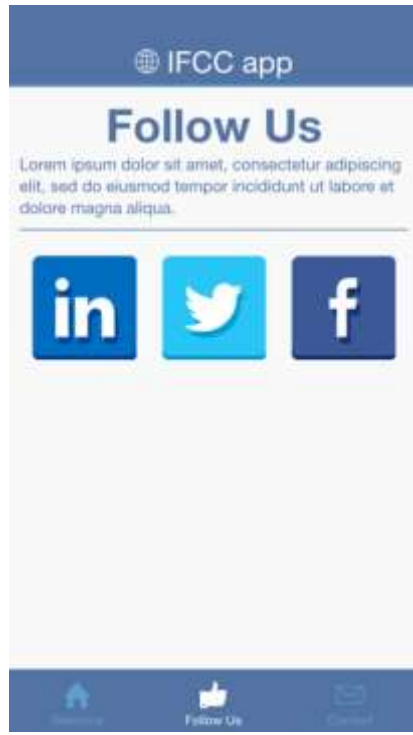 IFCC app
Follow Us
Lorem ipsum dolor sit amet, consectetur adipiscing
elit, sed do eiusmod tempor incididunt ut labore et
dolore magna aliqua.
in
f
Follow Us
Contact